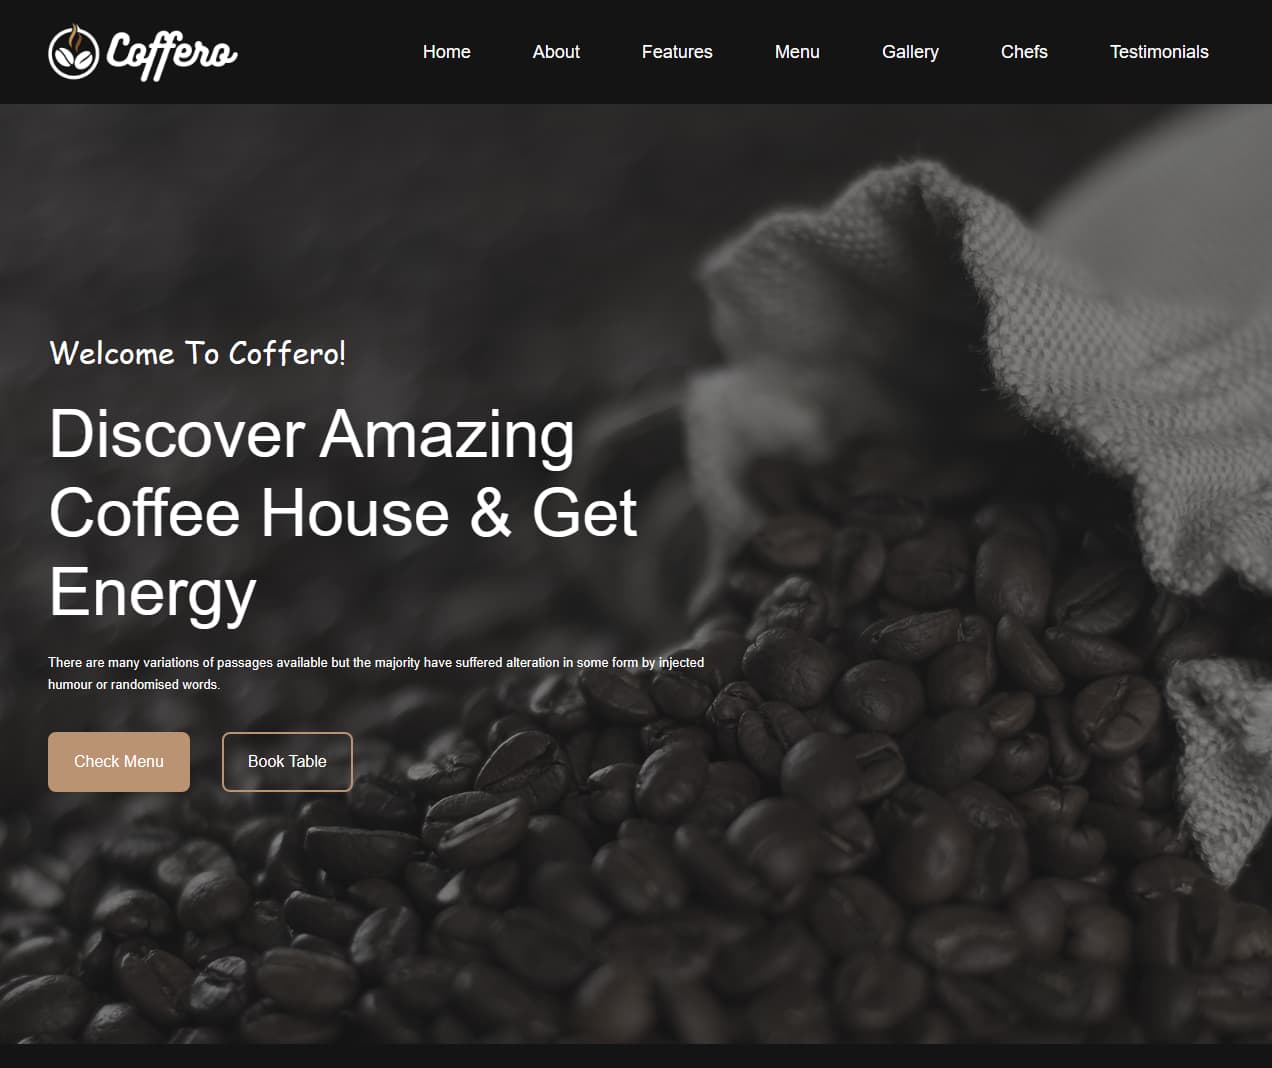 Coffero
Home About Features Menu Gallery Chefs Testimonials
Welcome To Coffero!
Discover Amazing
Coffee House & Get
Energy
There are many variations of passages available but the majority have suffered alteration in some form by injected
humour or randomised words.
Check Menu Book Table